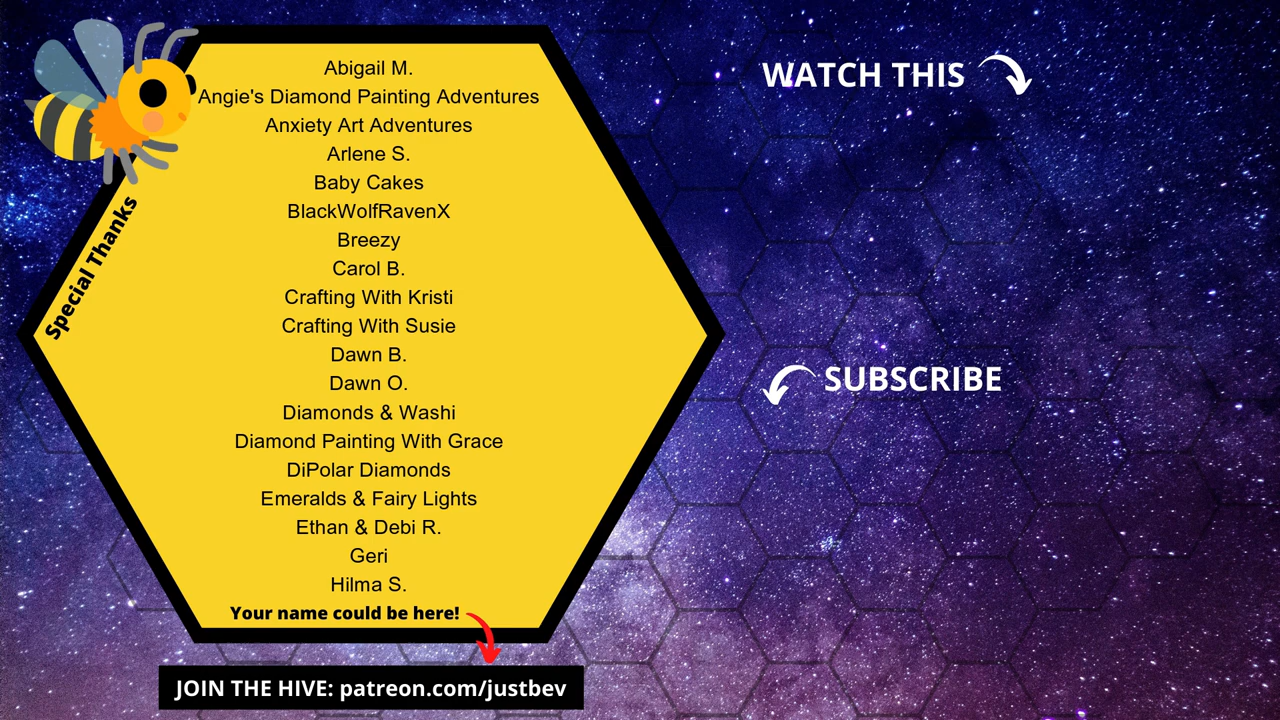 Special Thanks
Abigail M.
Angie's Diamond Painting Adventures
Anxiety Art Adventures
Arlene S.
Baby Cakes
BlackWolfRavenX
Breezy
Carol B.
Crafting With Kristi
Crafting With Susie
Dawn B.
Dawn O.
Diamonds & Washi
Diamond Painting With Grace
DiPolar Diamonds
Emeralds & Fairy Lights
Ethan & Debi R.
Geri
Hilma S.
Your name could be here!
JOIN THE HIVE: patreon.com/justbev
WATCH THIS
SUBSCRIBE